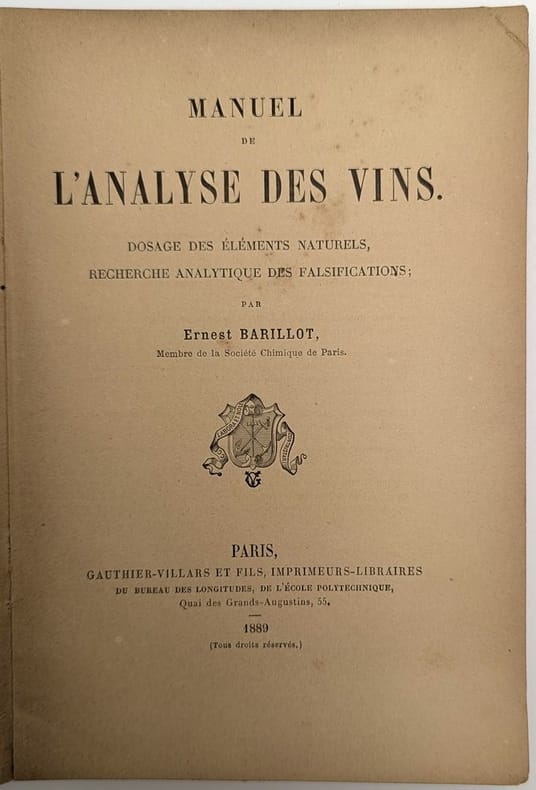 MANUEL
DE
L'ANALYSE DES VINS.
DOSAGE DES ÉLÉMENTS NATURELS,
RECHERCHE ANALYTIQUE DES FALSIFICATIONS;
PAR
Ernest BARILLOT,
Membre de la Société Chimique de Paris.
VG
PARIS,
GAUTHIER-VILLARS ET FILS, IMPRIMEURS-LIBRAIRES
DU BUREAU DES LONGITUDES, DE L'ÉCOLE POLYTECHNIQUE,
Quai des Grands-Augustins, 55.
1889
(Tous droits réservés.)